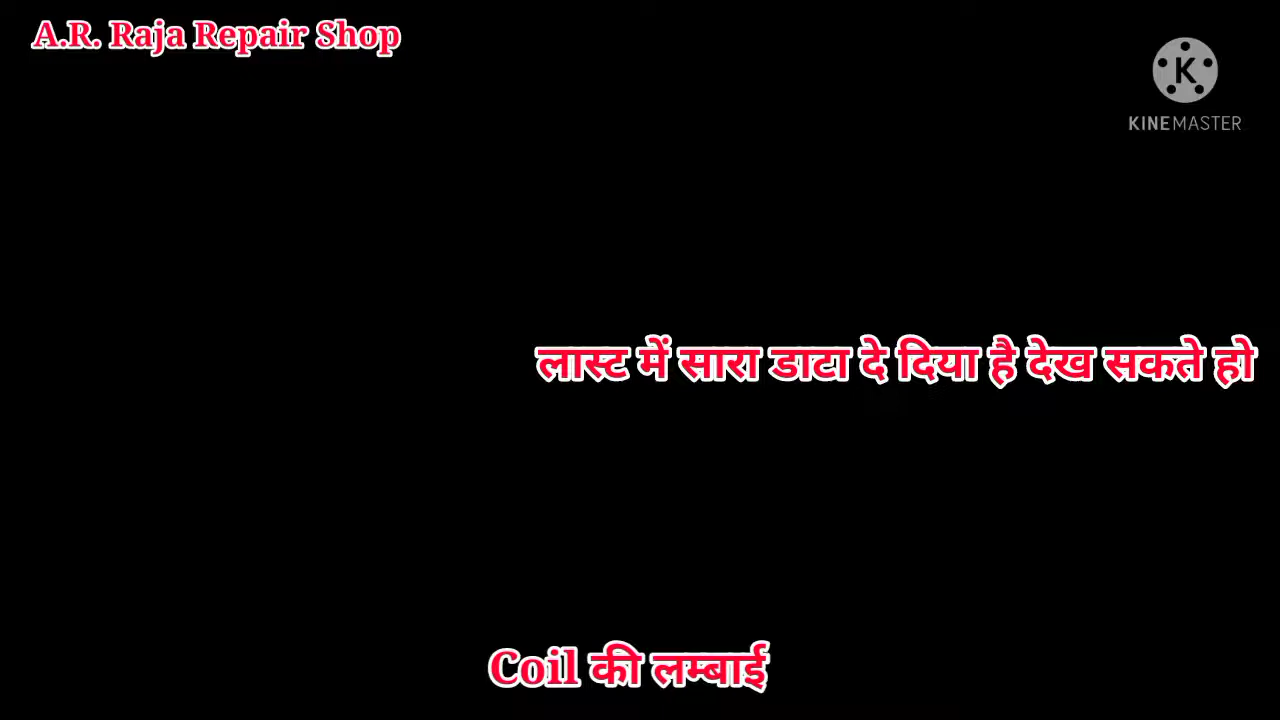 A.R. Raja Repair Shop
KINEMASTER
लास्ट में सारा डाटा दे दिया है देख सकते हो
Coil की लम्बाई